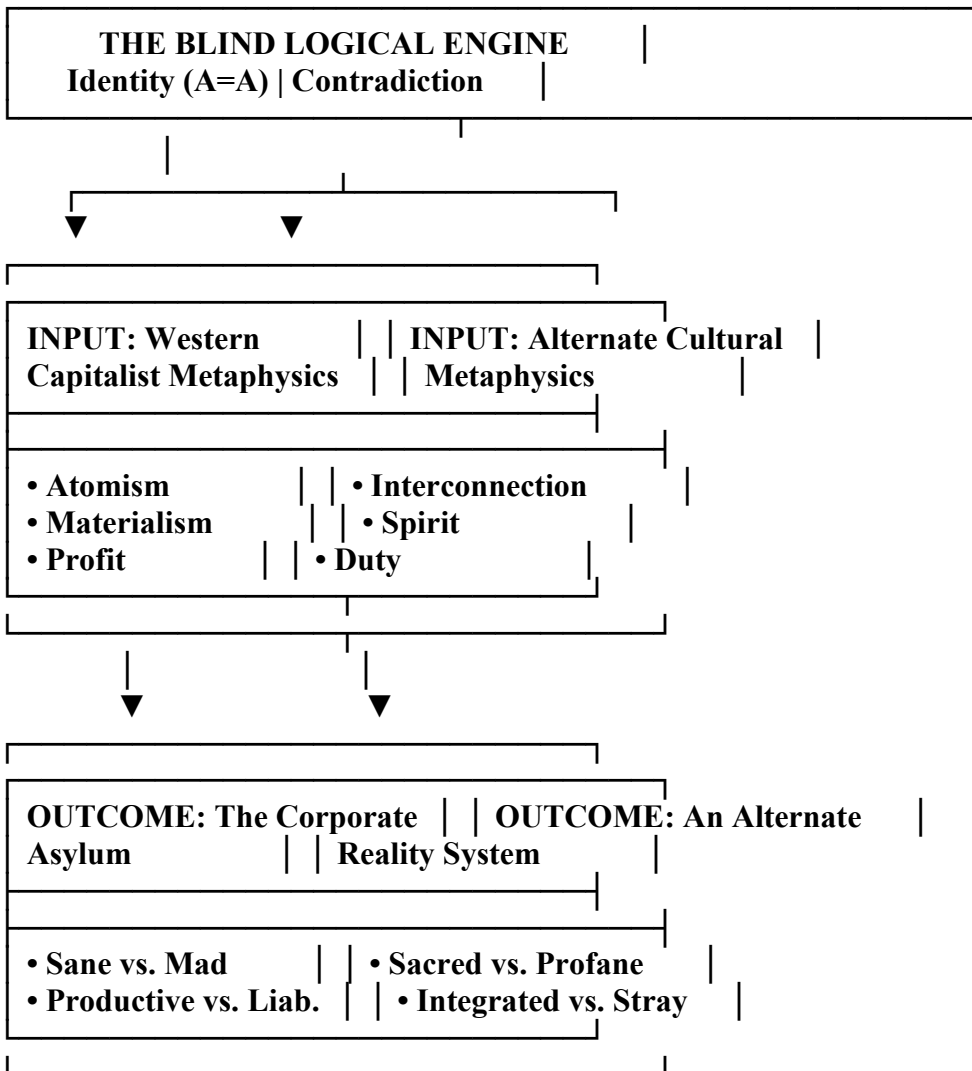 THE BLIND LOGICAL ENGINE
Identity (A=A) | Contradiction
INPUT: Western | | INPUT: Alternate Cultural |
Capitalist Metaphysics | | Metaphysics |
• Atomism | | • Interconnection |
• Materialism | | • Spirit |
• Profit | | • Duty |
OUTCOME: The Corporate | | OUTCOME: An Alternate |
Asylum | | Reality System |
• Sane vs. Mad | | • Sacred vs. Profane |
• Productive vs. Liab. | | • Integrated vs. Stray |